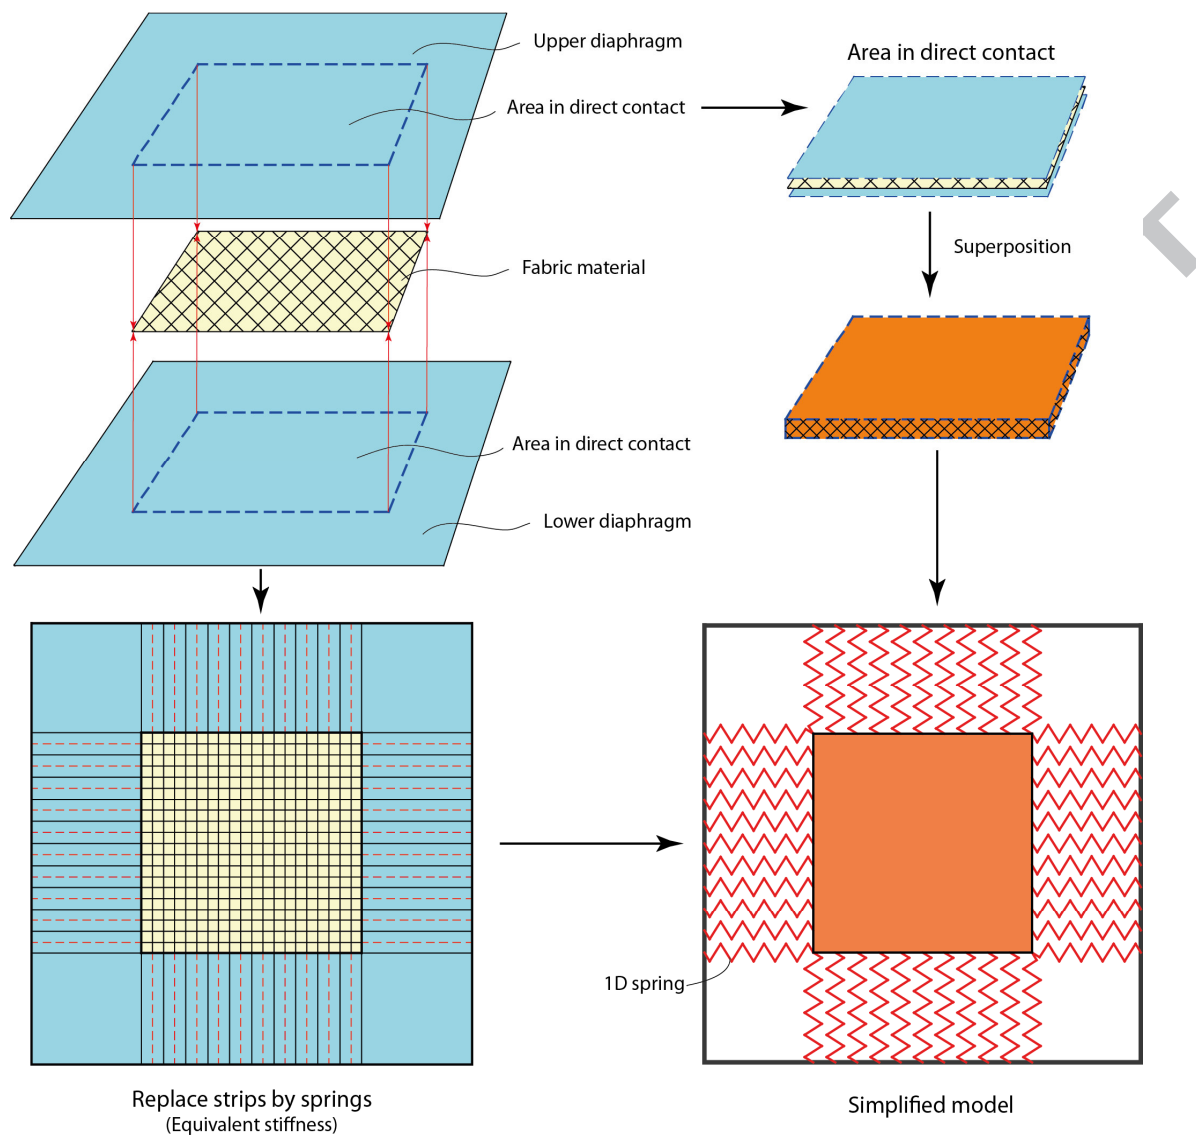 Upper diaphragm
Area in direct contact
Area in direct contact
Superposition
Fabric material
Area in direct contact
Lower diaphragm
1D spring
Replace strips by springs
(Equivalent stiffness)
Simplified model